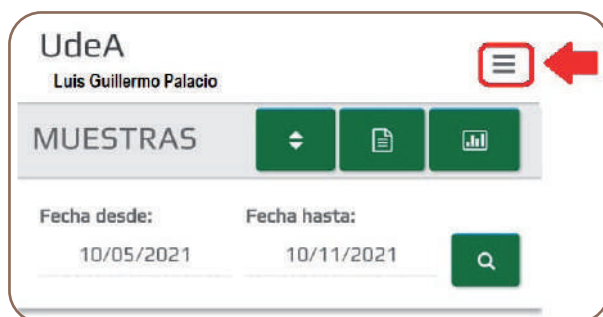 UdeA
Luis Guillermo Palacio
MUESTRAS
Fecha desde: Fecha hasta:
10/05/2021 10/11/2021